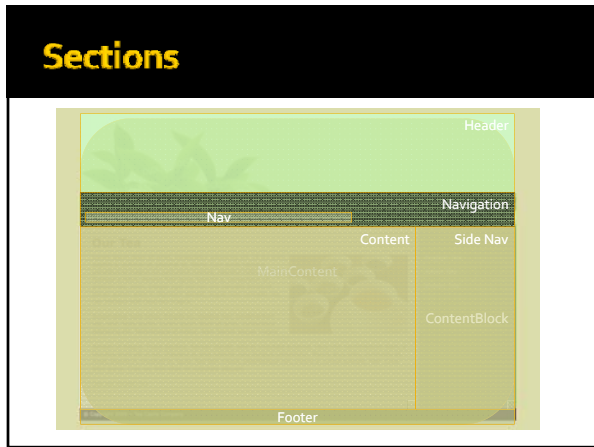 Sections
Header
Navigation
Nav
Content
Side Nav
MainContent
ContentBlock
Footer